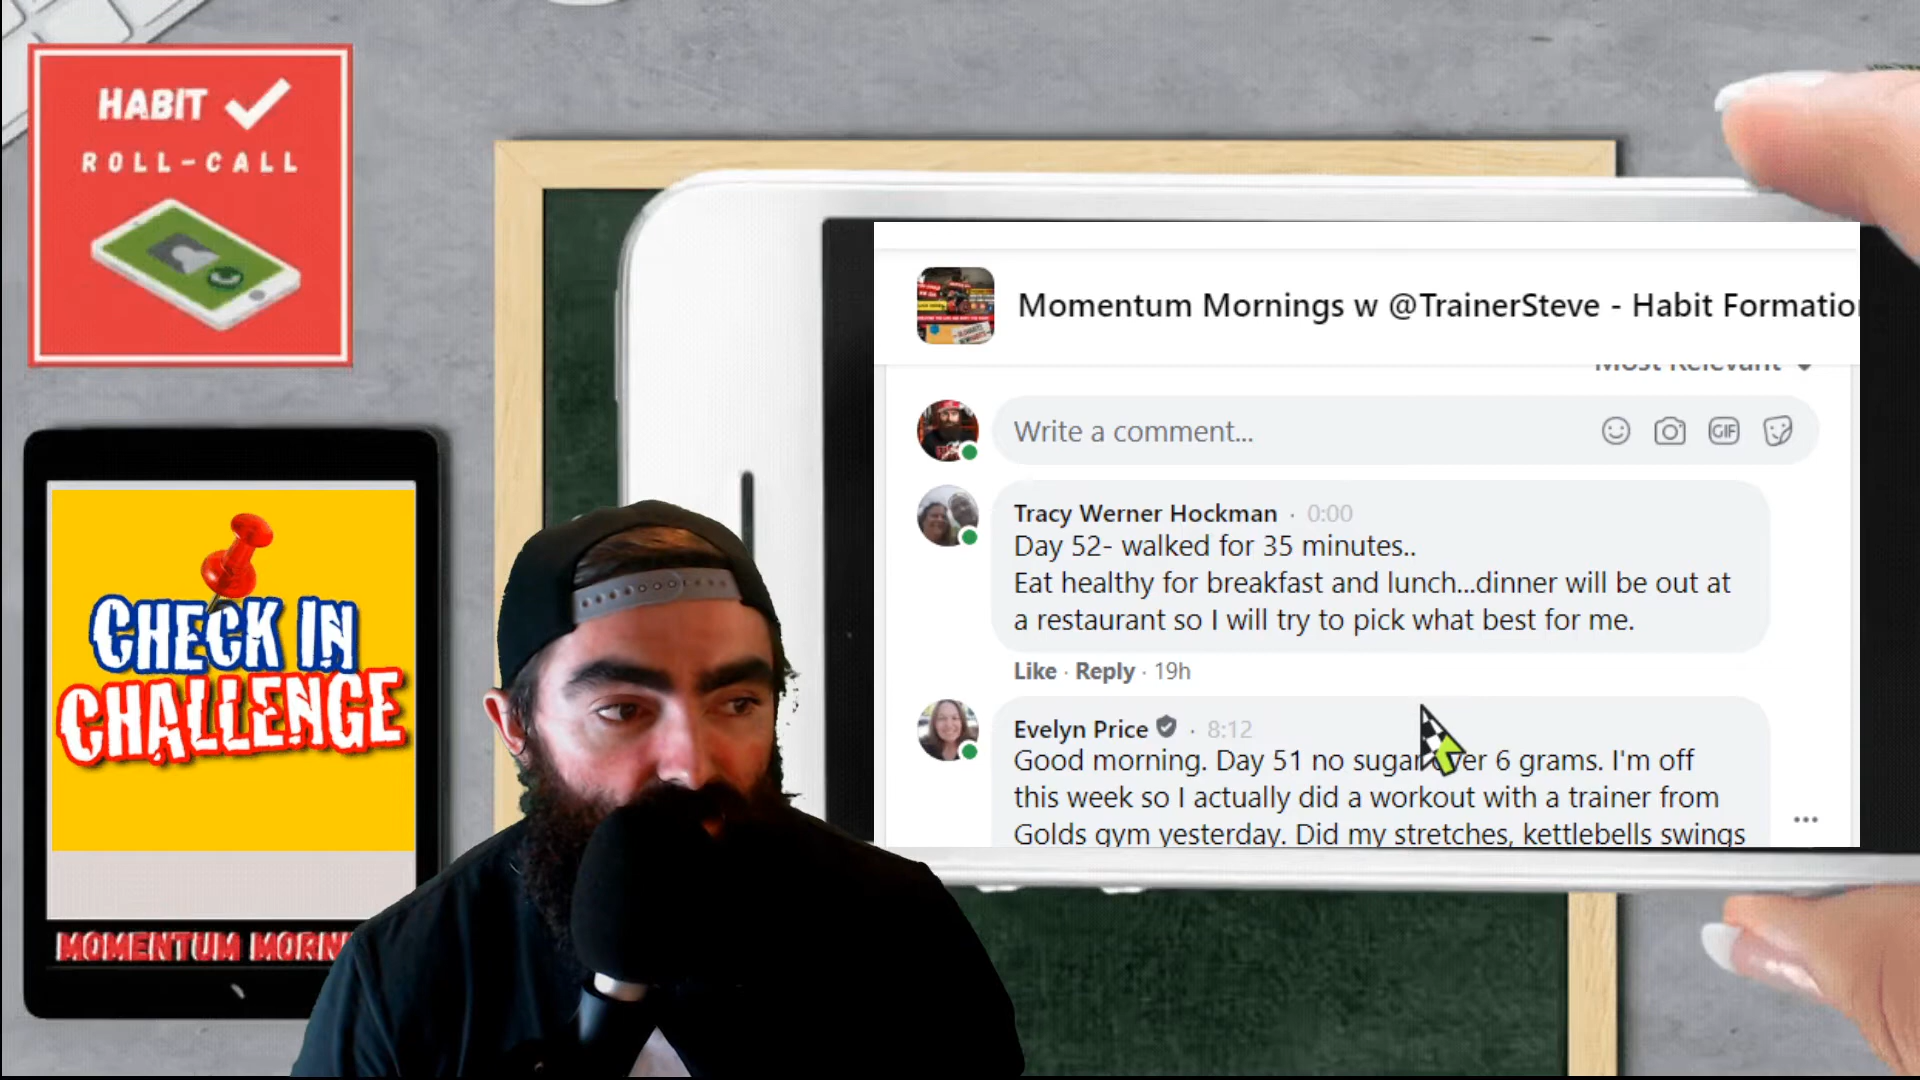 HABIT
ROLL-CALL
CHECK IN
CHALLENGE
MOMENTUM
Momentum Mornings w @TrainerSteve - Habit
Most Relevant
Write a comment...
GIF
Tracy Werner Hockman · 0:00
Day 52- walked for 35 minutes..
Eat healthy for breakfast and lunch...dinner will be out at
a restaurant so I will try to pick what best for me.
Like · Reply · 19h
Evelyn Price · 8:12
Good morning. Day 51 no sugar 6 grams. I'm off
this week so I actually did a workout with a trainer from
Golds gym yesterday. Did my stretches, kettlebells swings